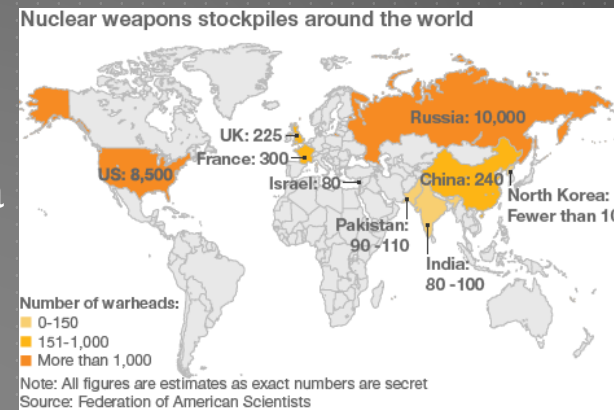 Nuclear weapons stockpiles around the world
Russia: 10,000
UK: 225
France: 300
US: 8,500
Israel: 80
China: 240
North Korea:
Fewer than 10
Pakistan:
90 -110
India:
80 -100
Number of warheads:
0-150
151-1,000
More than 1,000
Note: All figures are estimates as exact numbers are secret
Source: Federation of American Scientists